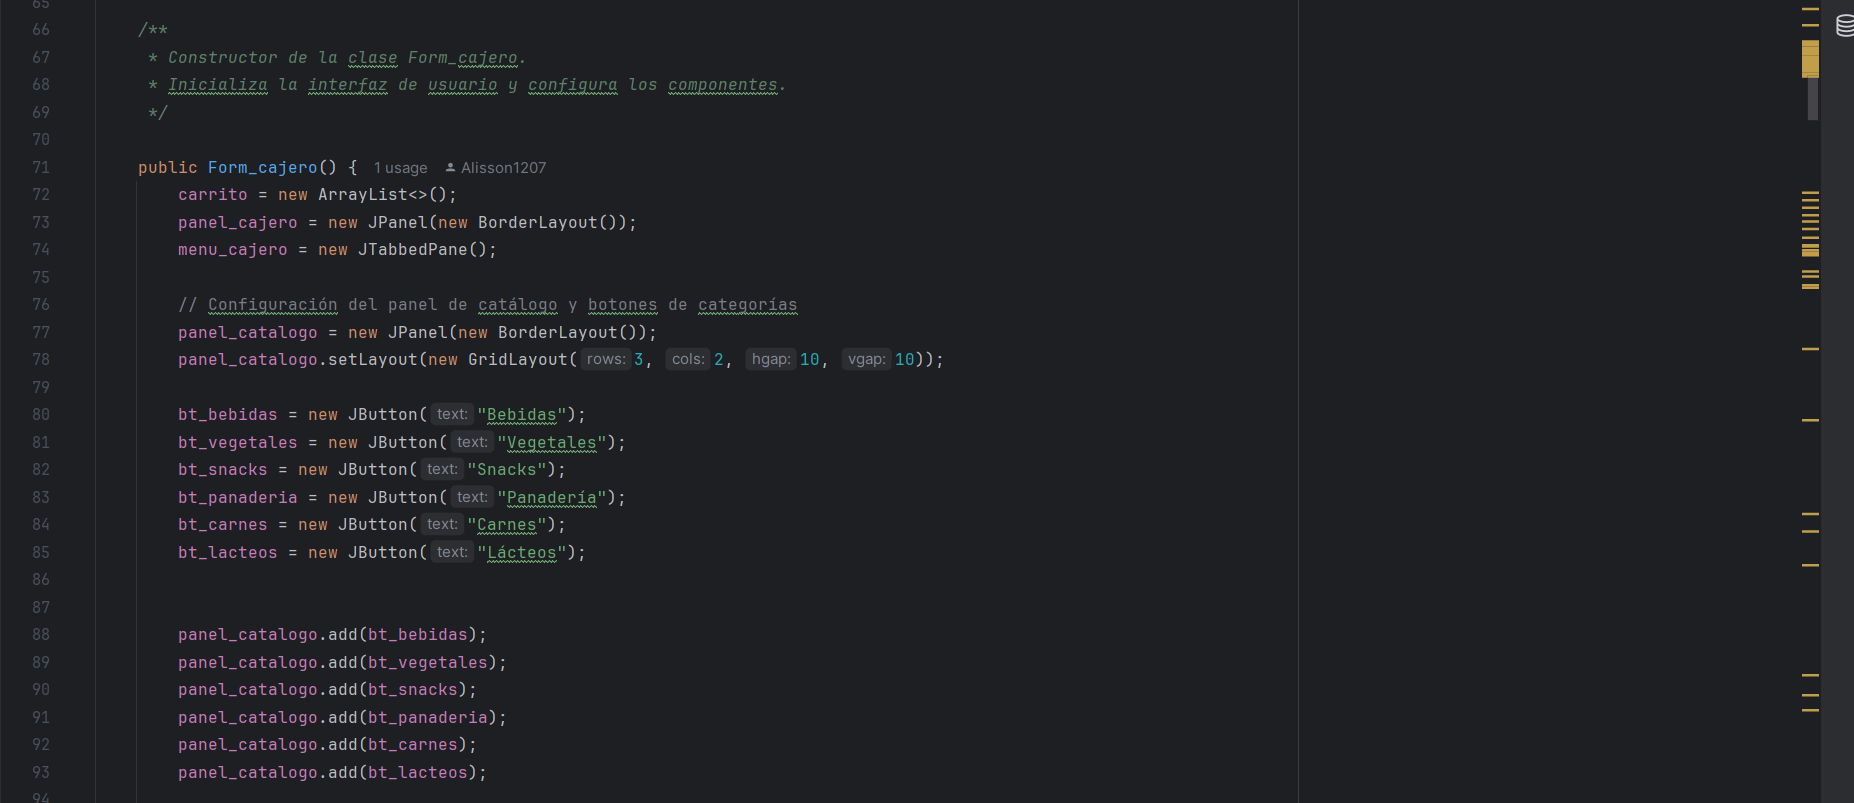 65
66 /**
67 * Constructor de la clase Form_cajero.
68 * Inicializa la interfaz de usuario y configura los componentes.
69 */
70
71 public Form_cajero() { 1 usage Alisson1207
72 carrito = new ArrayList<>();
73 panel_cajero = new JPanel(new BorderLayout());
74 menu_cajero = new JTabbedPane();
75
76 // Configuración del panel de catálogo y botones de categorías
77 panel_catalogo = new JPanel(new BorderLayout());
78 panel_catalogo.setLayout(new GridLayout( rows: 3, cols: 2, hgap: 10, vgap: 10));
79
80 bt_bebidas = new JButton( text: "Bebidas");
81 bt_vegetales = new JButton( text: "Vegetales");
82 bt_snacks = new JButton( text: "Snacks");
83 bt_panaderia = new JButton( text: "Panadería");
84 bt_carnes = new JButton( text: "Carnes");
85 bt_lacteos = new JButton( text: "Lácteos");
86
87
88 panel_catalogo.add(bt_bebidas);
89 panel_catalogo.add(bt_vegetales);
90 panel_catalogo.add(bt_snacks);
91 panel_catalogo.add(bt_panaderia);
92 panel_catalogo.add(bt_carnes);
93 panel_catalogo.add(bt_lacteos);
94